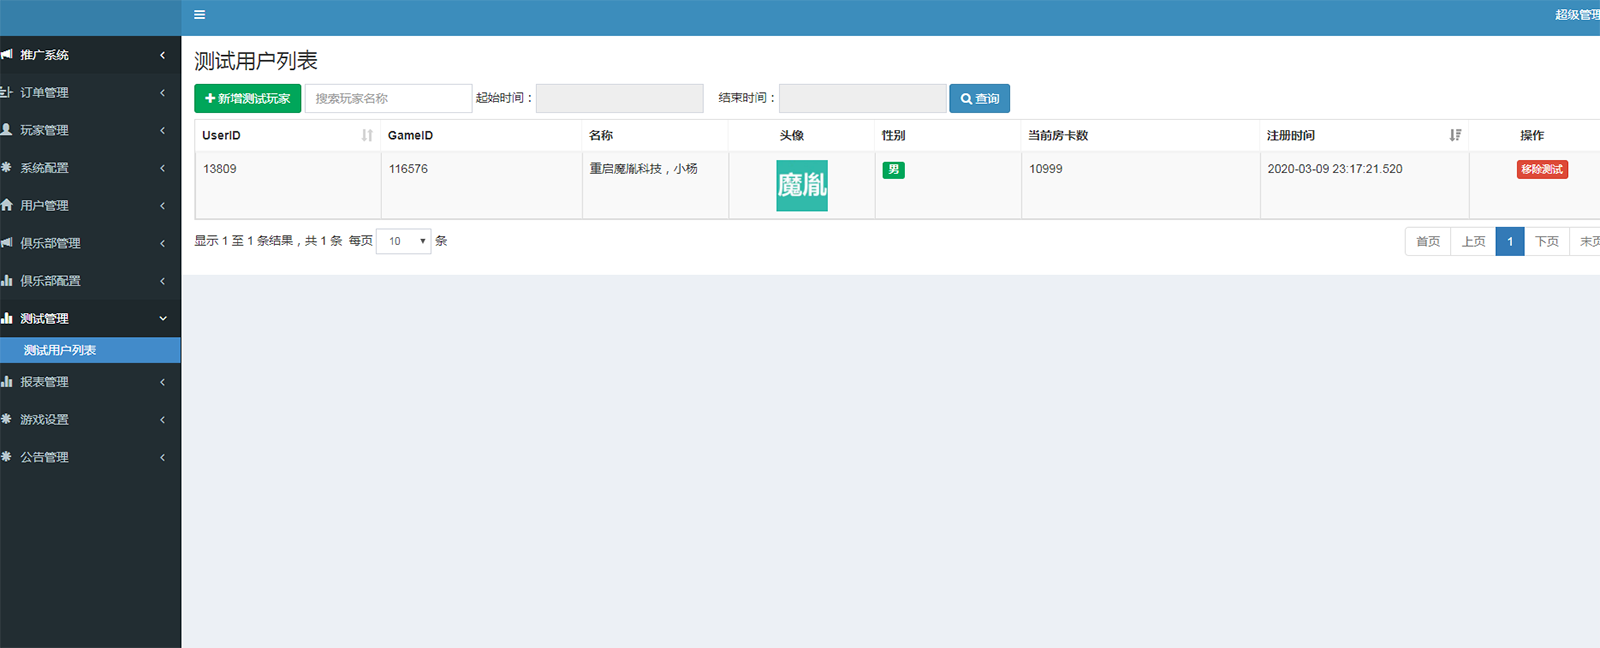 超级管理
推广系统
订单管理
玩家管理
系统配置
用户管理
俱乐部管理
俱乐部配置
测试管理
测试用户列表
报表管理
游戏设置
公告管理
测试用户列表
新增测试玩家 搜索玩家名称 起始时间： 结束时间： 查询
UserID GameID 名称 头像 性别 当前房卡数 注册时间 操作
13809 116576 重启魔胤科技，小杨 魔胤 男 10999 2020-03-09 23:17:21.520 移除测试
显示 1 至 1 条结果，共 1 条 每页 10 条
首页 上页 1 下页 末页